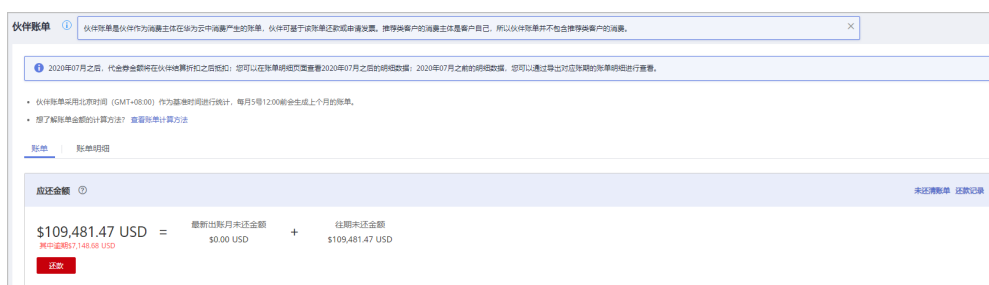 伙伴账单
伙伴账单是伙伴作为消费主体在华为云中消费产生的账单，伙伴可基于该账单还款或申请发票。推荐类客户的消费主体是客户自己，所以伙伴账单并不包含推荐类客户的消费。
2020年07月之后，代金券金额将在伙伴结算折扣之后抵扣；您可以在账单明细页面查看2020年07月之后的明细数据；2020年07月之前的明细数据，您可以通过导出对应账期的账单明细进行查看。
• 伙伴账单采用北京时间（GMT+08:00）作为基准时间进行统计，每月5号12:00前会生成上个月的账单。
• 想了解账单金额的计算方法？ 查看账单计算方法
账单 账单明细
应还金额
未还清账单 还款记录
$109,481.47 USD = 最新出账月未还金额 + 往期未还金额
其中逾期$7,148.68 USD $0.00 USD $109,481.47 USD
还款